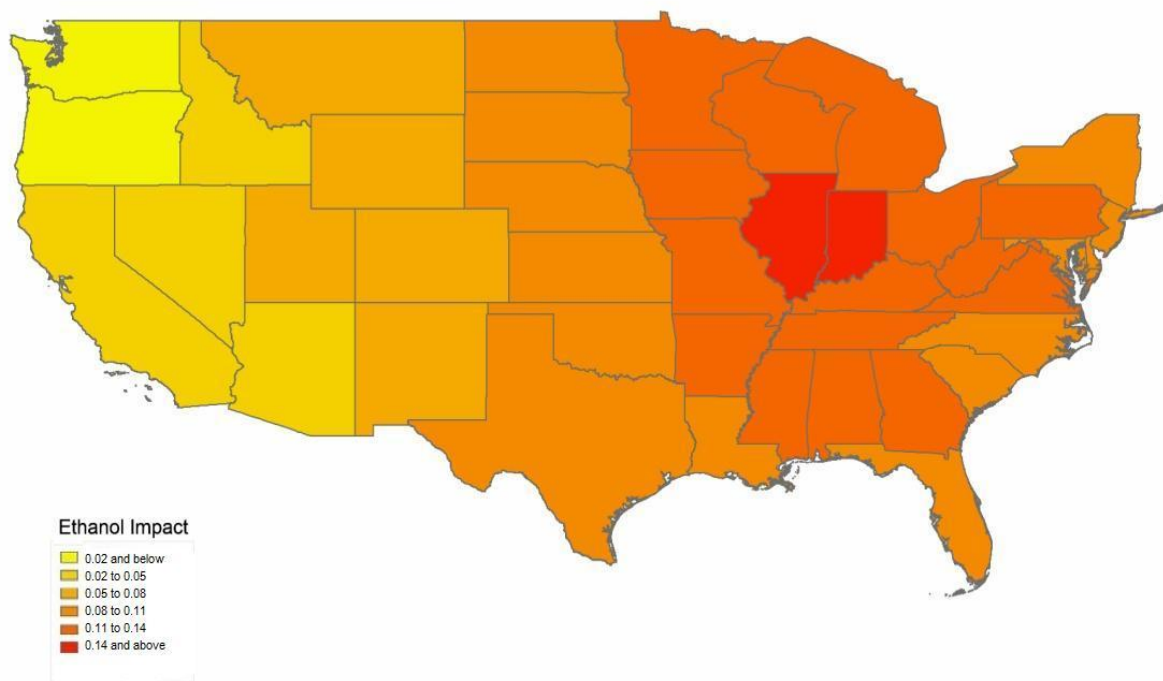 Ethanol Impact
0.02 and below
0.02 to 0.05
0.05 to 0.08
0.08 to 0.11
0.11 to 0.14
0.14 and above